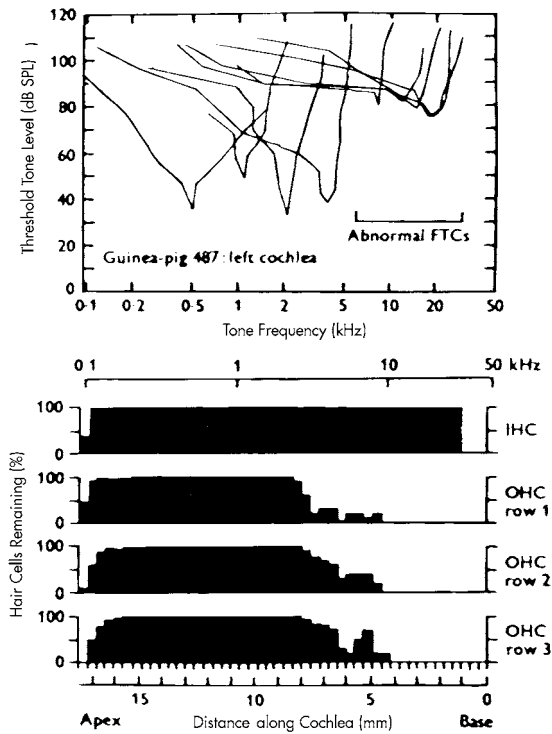 120
100
80
60
40
20
0
Threshold Tone Level (dB SPL) )
Abnormal FTCs
Guinea-pig 487: left cochlea
0·1 0·2 0·5 1 2 5 10 20 50
Tone Frequency (kHz)
0 1 1 10 50 kHz
100
0
IHC
100
0
OHC
row 1
100
0
OHC
row 2
100
0
OHC
row 3
Hair Cells Remaining (%)
15 10 5 0
Apex Distance along Cochlea (mm) Base